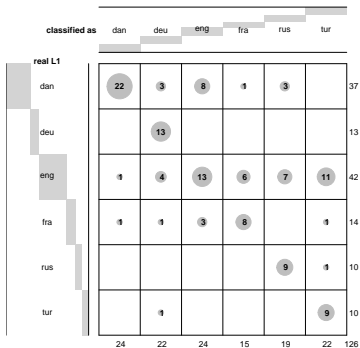 classified as dan deu eng fra rus tur
real L1
dan 22 3 8 1 3 37
deu 13 13
eng 1 4 13 6 7 11 42
fra 1 1 3 8 1 14
rus 9 1 10
tur 1 9 10
24 22 24 15 19 22 126